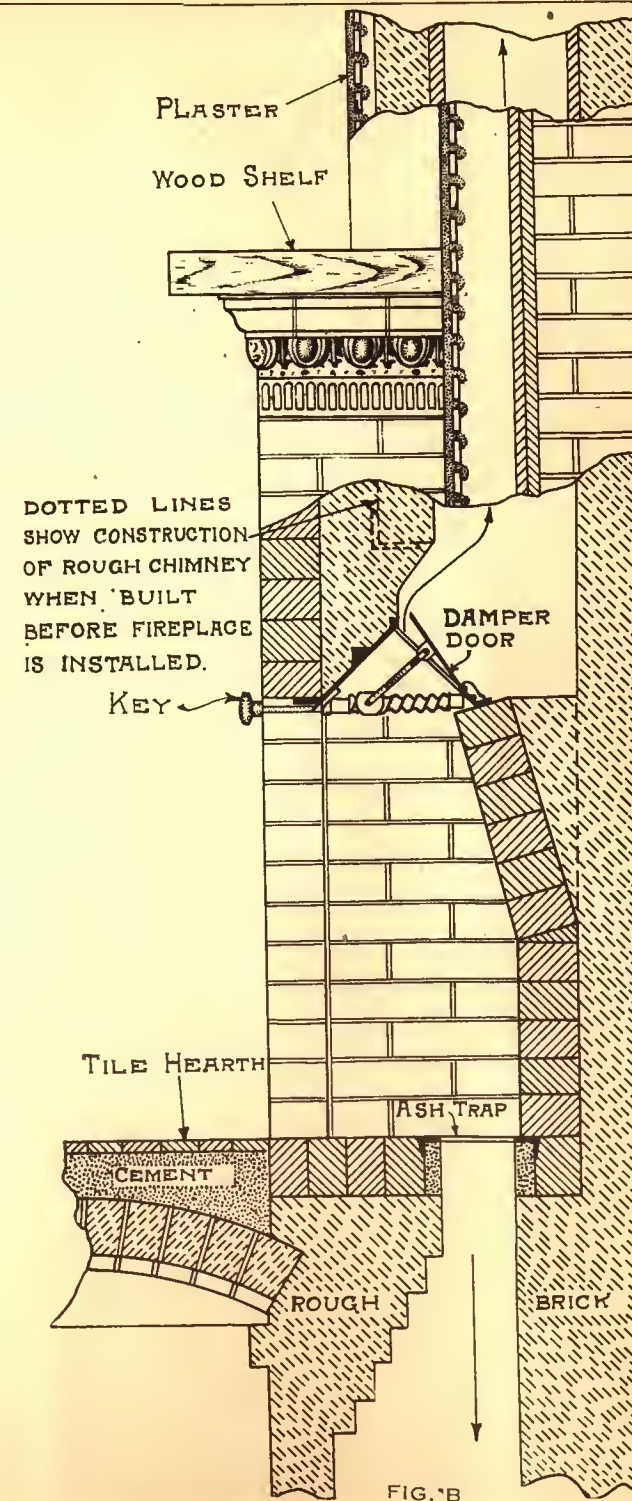 PLASTER
WOOD SHELF
DOTTED LINES
SHOW CONSTRUCTION
OF ROUGH CHIMNEY
WHEN 'BUILT
BEFORE FIREPLACE
IS INSTALLED.
DAMPER
DOOR
KEY
TILE HEARTH
ASH TRAP
CEMENT
ROUGH
BRICK
FIG. 'B